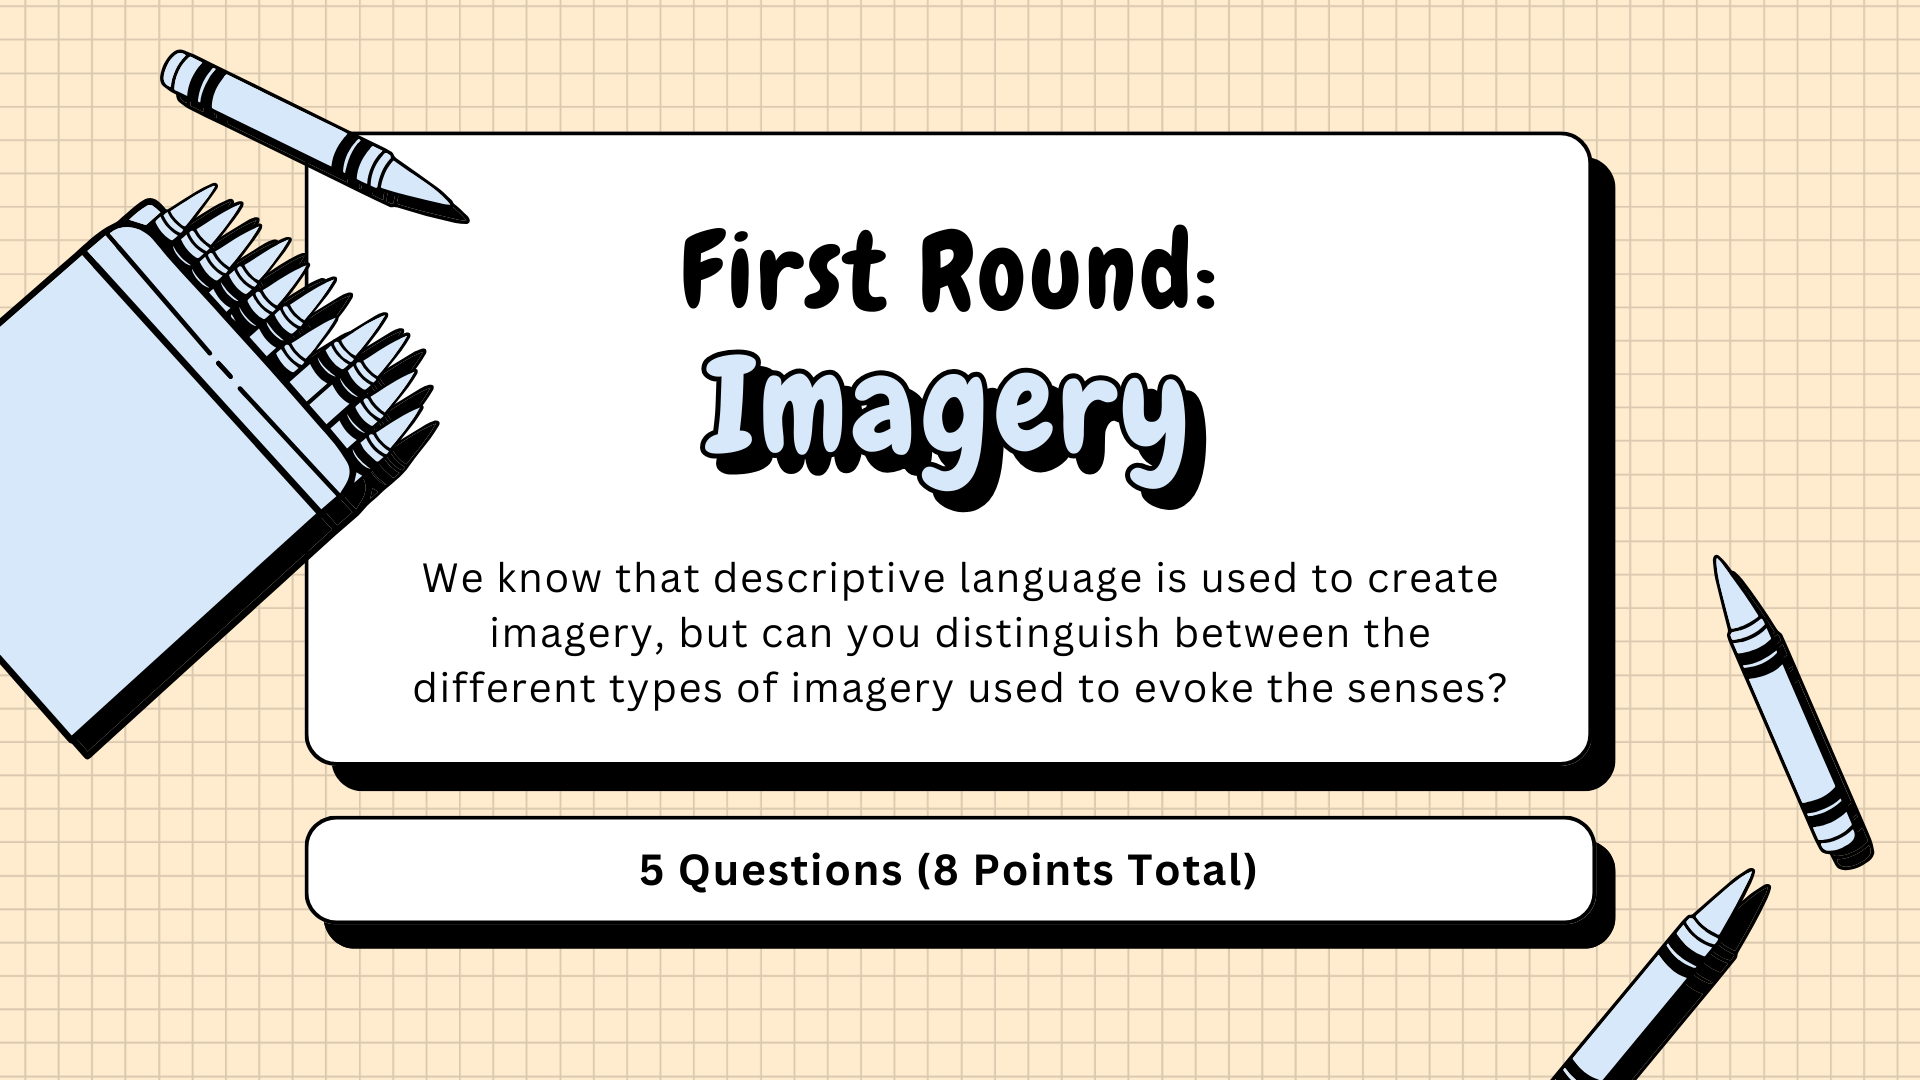 First Round:
Imagery
We know that descriptive language is used to create
imagery, but can you distinguish between the
different types of imagery used to evoke the senses?
5 Questions (8 Points Total)